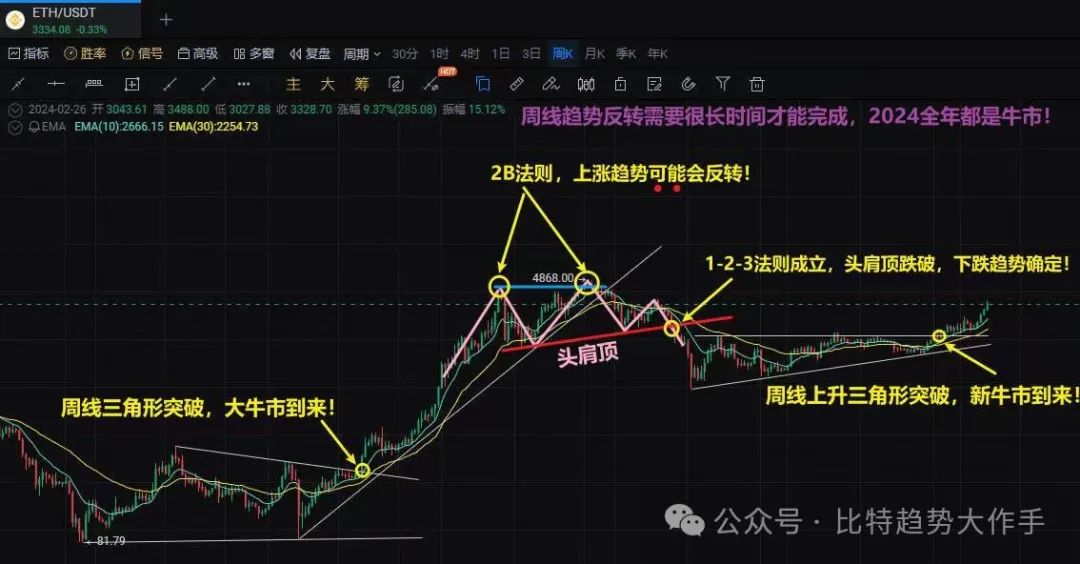 ETH/USDT
3334.08 -0.33%
指标 胜率 信号 高级 多窗 复盘 周期 30分 1时 4时 1日 3日 周K 月K 季K 年K
主 大 筹 HOT
2024-02-26 开 3043.61 高 3488.00 低 3027.88 收 3328.70 涨幅 9.37%(285.08) 振幅 15.12%
EMA EMA(10):2666.15 EMA(30):2254.73
周线趋势反转需要很长时间才能完成，2024全年都是牛市！
2B法则，上涨趋势可能会反转！
1-2-3法则成立，头肩顶跌破，下跌趋势确定！
4868.00
头肩顶
周线上升三角形突破，新牛市到来！
周线三角形突破，大牛市到来！
公众号·比特趋势大作手
81.79